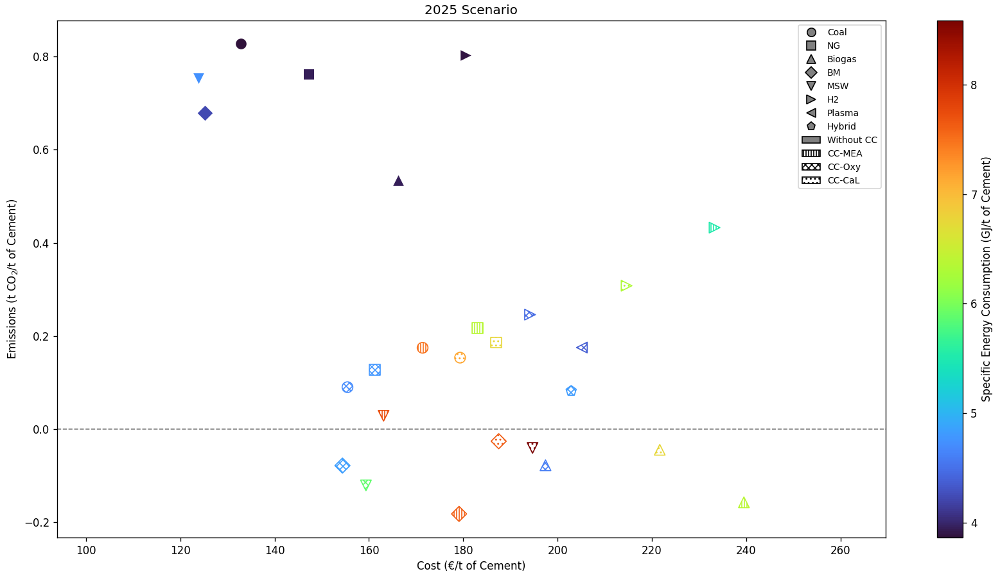 2025 Scenario
Emissions (t CO₂/t of Cement)
0.8
0.6
0.4
0.2
0.0
−0.2
100 120 140 160 180 200 220 240 260
Cost (€/t of Cement)
Coal
NG
Biogas
BM
MSW
H2
Plasma
Hybrid
Without CC
CC-MEA
CC-Oxy
CC-CaL
8
7
6
5
4
Specific Energy Consumption (GJ/t of Cement)